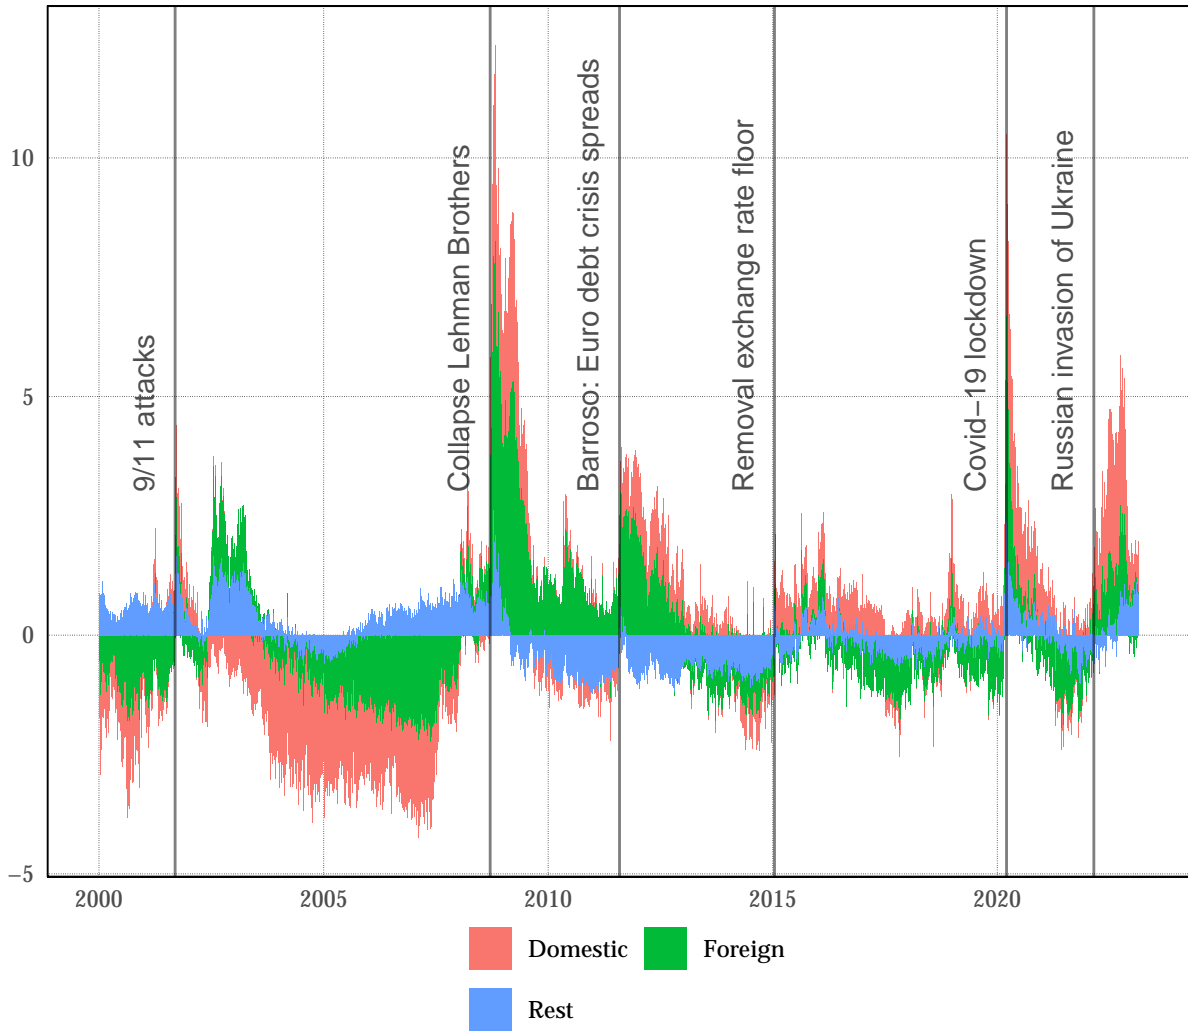 10
5
0
−5
9/11 attacks
Collapse Lehman Brothers
Barroso: Euro debt crisis spreads
Removal exchange rate floor
Covid−19 lockdown
Russian invasion of Ukraine
2000 2005 2010 2015 2020
Domestic Foreign
Rest